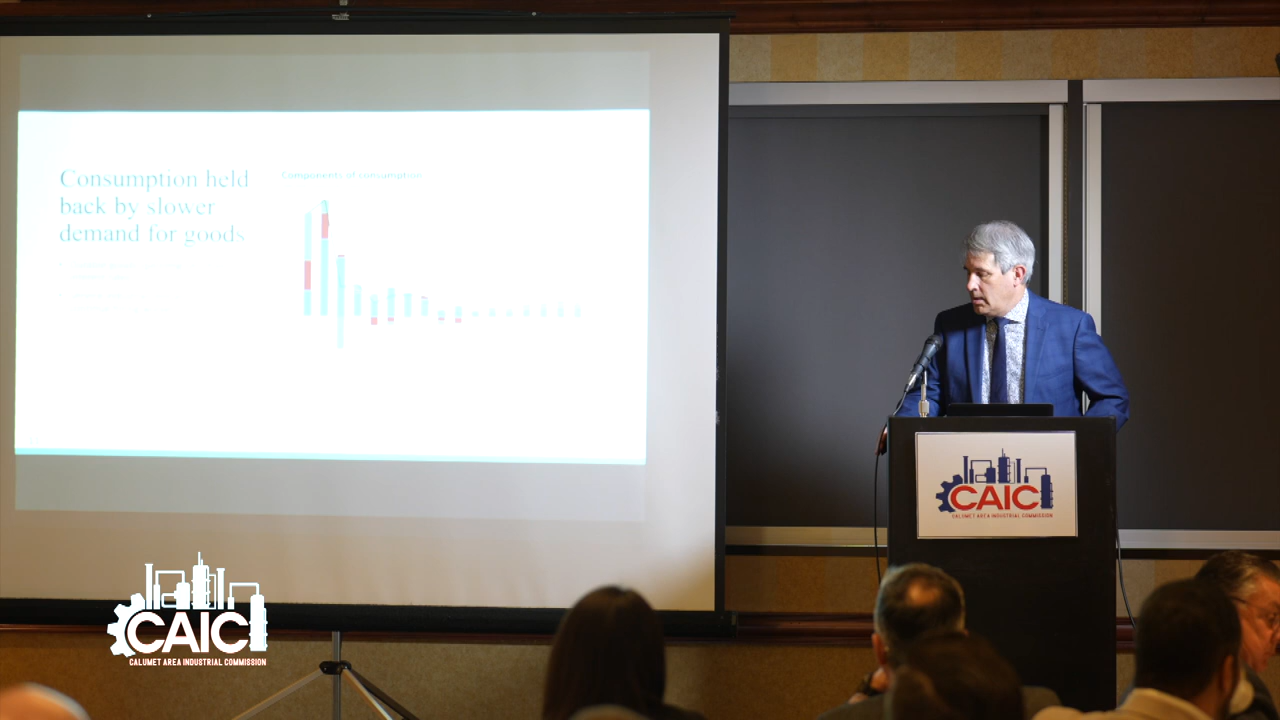 Consumption held
back by slower
demand for goods
Components of consumption
CAIC
CALUMET AREA INDUSTRIAL COMMISSION
CAIC
CALUMET AREA INDUSTRIAL COMMISSION